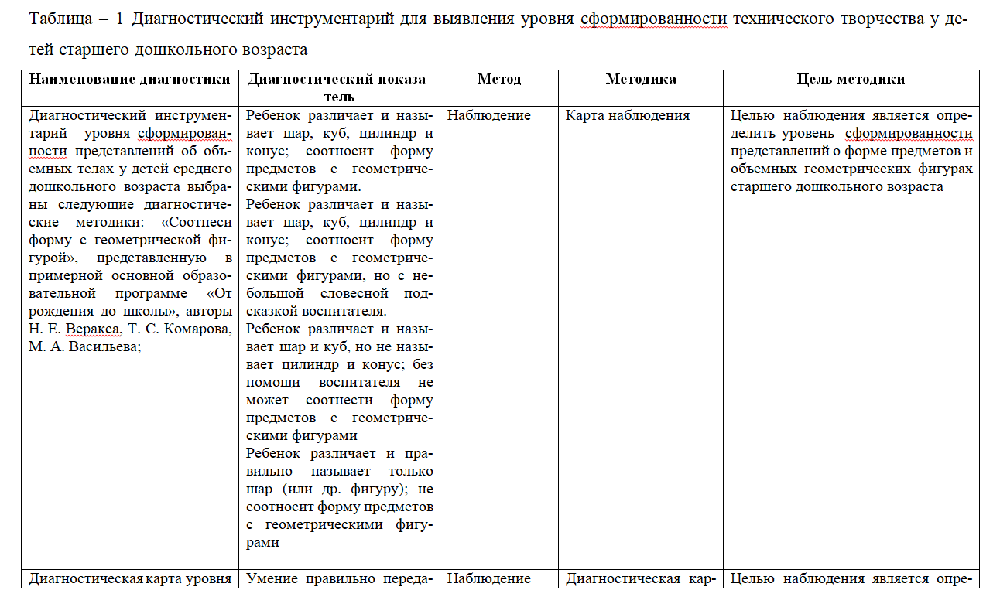 Таблица – 1 Диагностический инструментарий для выявления уровня сформированности технического творчества у де-
тей старшего дошкольного возраста
Наименование диагностики
Диагностический показа-
тель
Метод
Методика
Цель методики
Диагностический инструмен-
тарий уровня сформирован-
ности представлений об объ-
емных телах у детей среднего
дошкольного возраста выбра-
ны следующие диагностиче-
ские методики: «Соотнеси
форму с геометрической фи-
гурой», представленную в
примерной основной образо-
вательной программе «От
рождения до школы», авторы
Н. Е. Веракса, Т. С. Комарова,
М. А. Васильева;
Ребенок различает и назы-
вает шар, куб, цилиндр и
конус; соотносит форму
предметов с геометриче-
скими фигурами.
Ребенок различает и назы-
вает шар, куб, цилиндр и
конус; соотносит форму
предметов с геометриче-
скими фигурами, но с не-
большой словесной под-
сказкой воспитателя.
Ребенок различает и назы-
вает шар и куб, но не назы-
вает цилиндр и конус; без
помощи воспитателя не
может соотнести форму
предметов с геометриче-
скими фигурами
Ребенок различает и пра-
вильно называет только
шар (или др. фигуру); не
соотносит форму предметов
с геометрическими фигу-
рами
Наблюдение
Карта наблюдения
Целью наблюдения является опре-
делить уровень сформированности
представлений о форме предметов и
объемных геометрических фигурах
старшего дошкольного возраста
Диагностическая карта уровня
Умение правильно переда-
Наблюдение
Диагностическая кар-
Целью наблюдения является опре-